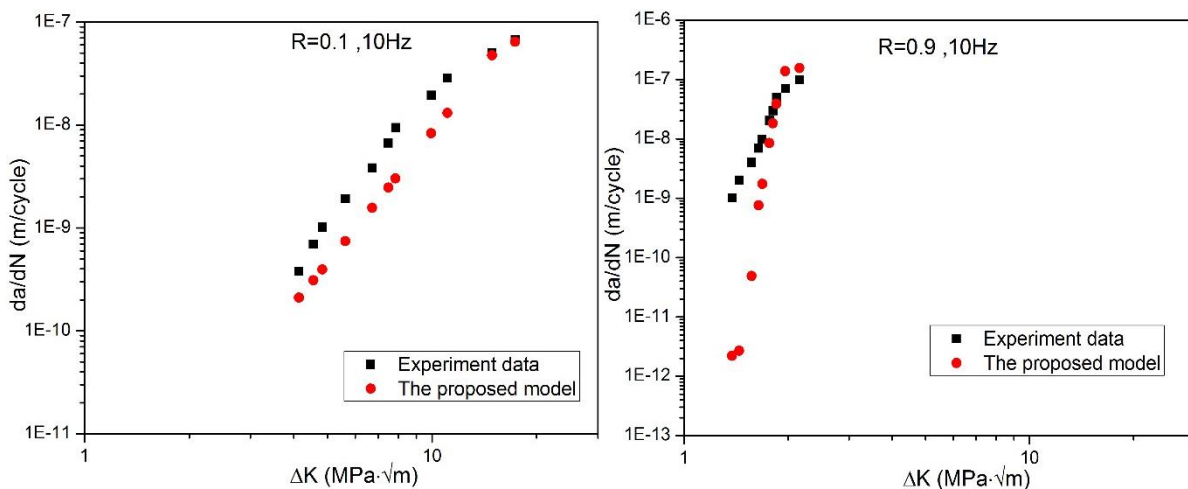 R=0.1 ,10Hz
1E-7
1E-8
1E-9
1E-10
1E-11
da/dN (m/cycle)
Experiment data
The proposed model
1
10
ΔK (MPa·√m)
R=0.9 ,10Hz
1E-6
1E-7
1E-8
1E-9
1E-10
1E-11
1E-12
1E-13
da/dN (m/cycle)
Experiment data
The proposed model
1
10
ΔK (MPa·√m)